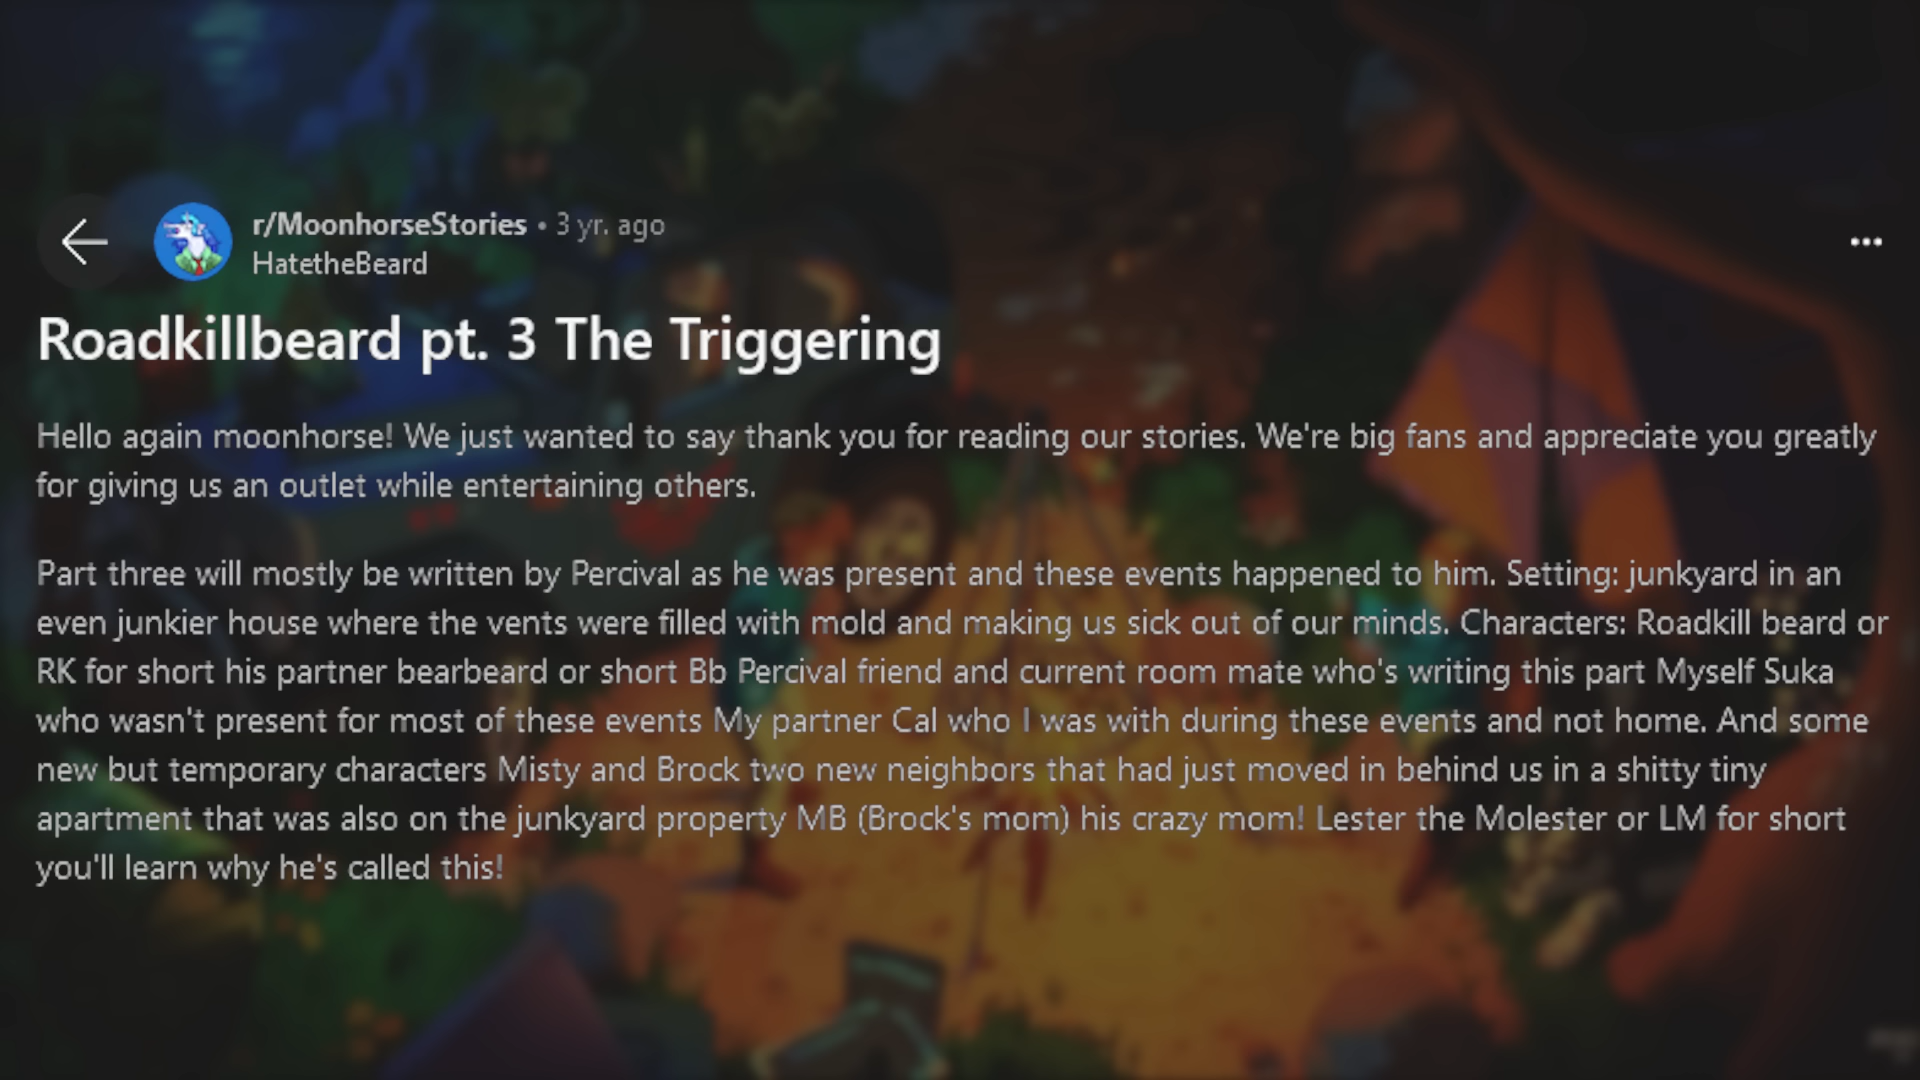 r/MoonhorseStories • 3 yr. ago
HatetheBeard
Roadkillbeard pt. 3 The Triggering
Hello again moonhorse! We just wanted to say thank you for reading our stories. We're big fans and appreciate you greatly
for giving us an outlet while entertaining others.
Part three will mostly be written by Percival as he was present and these events happened to him. Setting: junkyard in an
even junkier house where the vents were filled with mold and making us sick out of our minds. Characters: Roadkill beard or
RK for short his partner bearbeard or short Bb Percival friend and current room mate who's writing this part Myself Suka
who wasn't present for most of these events My partner Cal who I was with during these events and not home. And some
new but temporary characters Misty and Brock two new neighbors that had just moved in behind us in a shitty tiny
apartment that was also on the junkyard property MB (Brock's mom) his crazy mom! Lester the Molester or LM for short
you'll learn why he's called this!